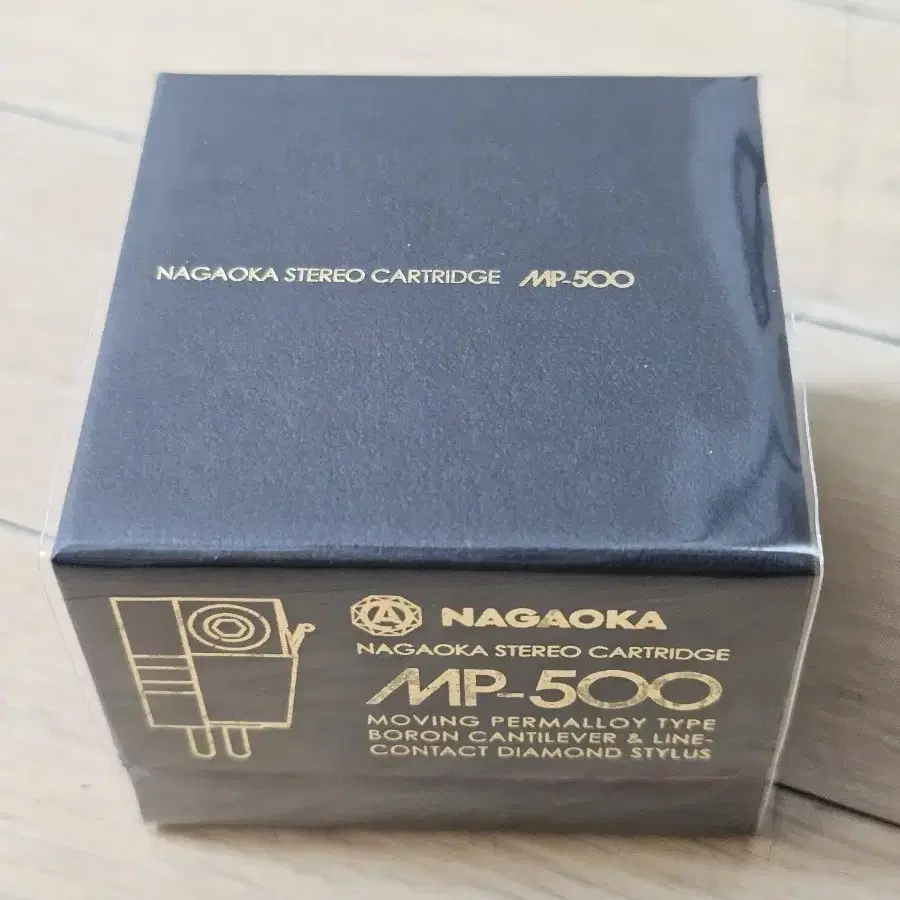 NAGAOKA STEREO CARTRIDGE MP-500
NAGAOKA
NAGAOKA STEREO CARTRIDGE
MP-500
MOVING PERMALLOY TYPE
BORON CANTILEVER & LINE-
CONTACT DIAMOND STYLUS